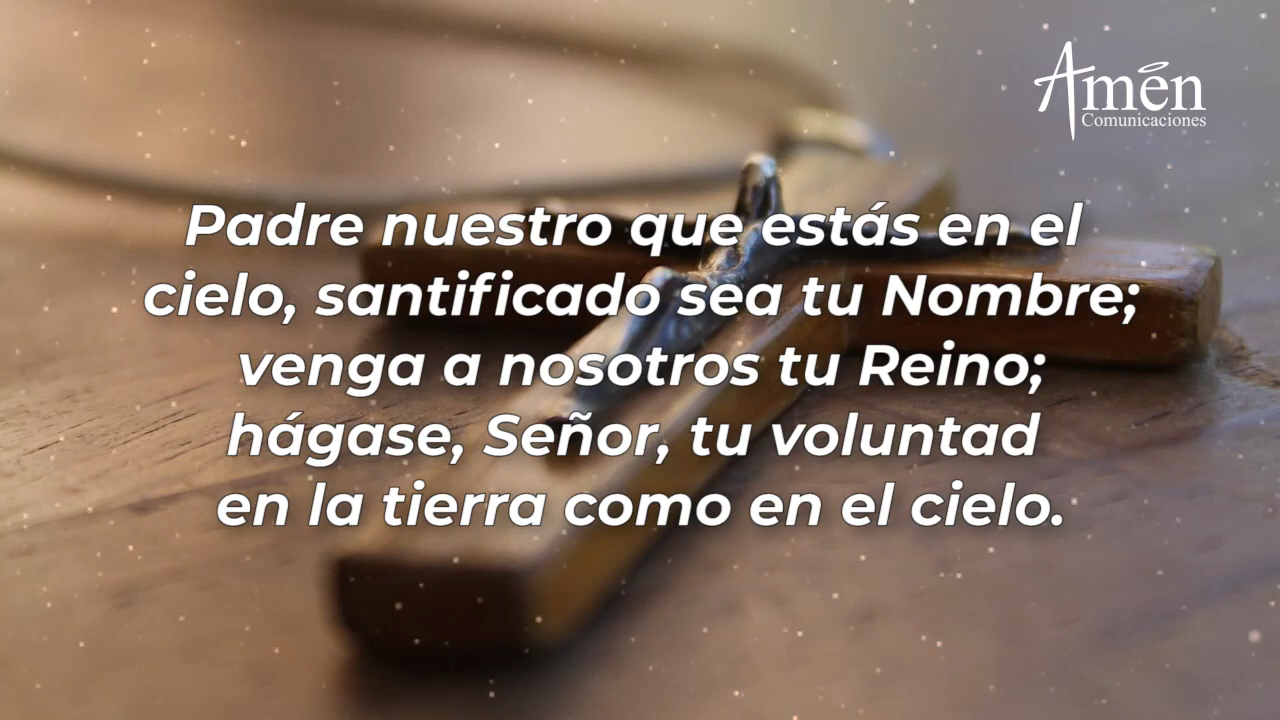 Amén
Comunicaciones
Padre nuestro que estás en el
cielo, santificado sea tu Nombre;
venga a nosotros tu Reino;
hágase, Señor, tu voluntad
en la tierra como en el cielo.